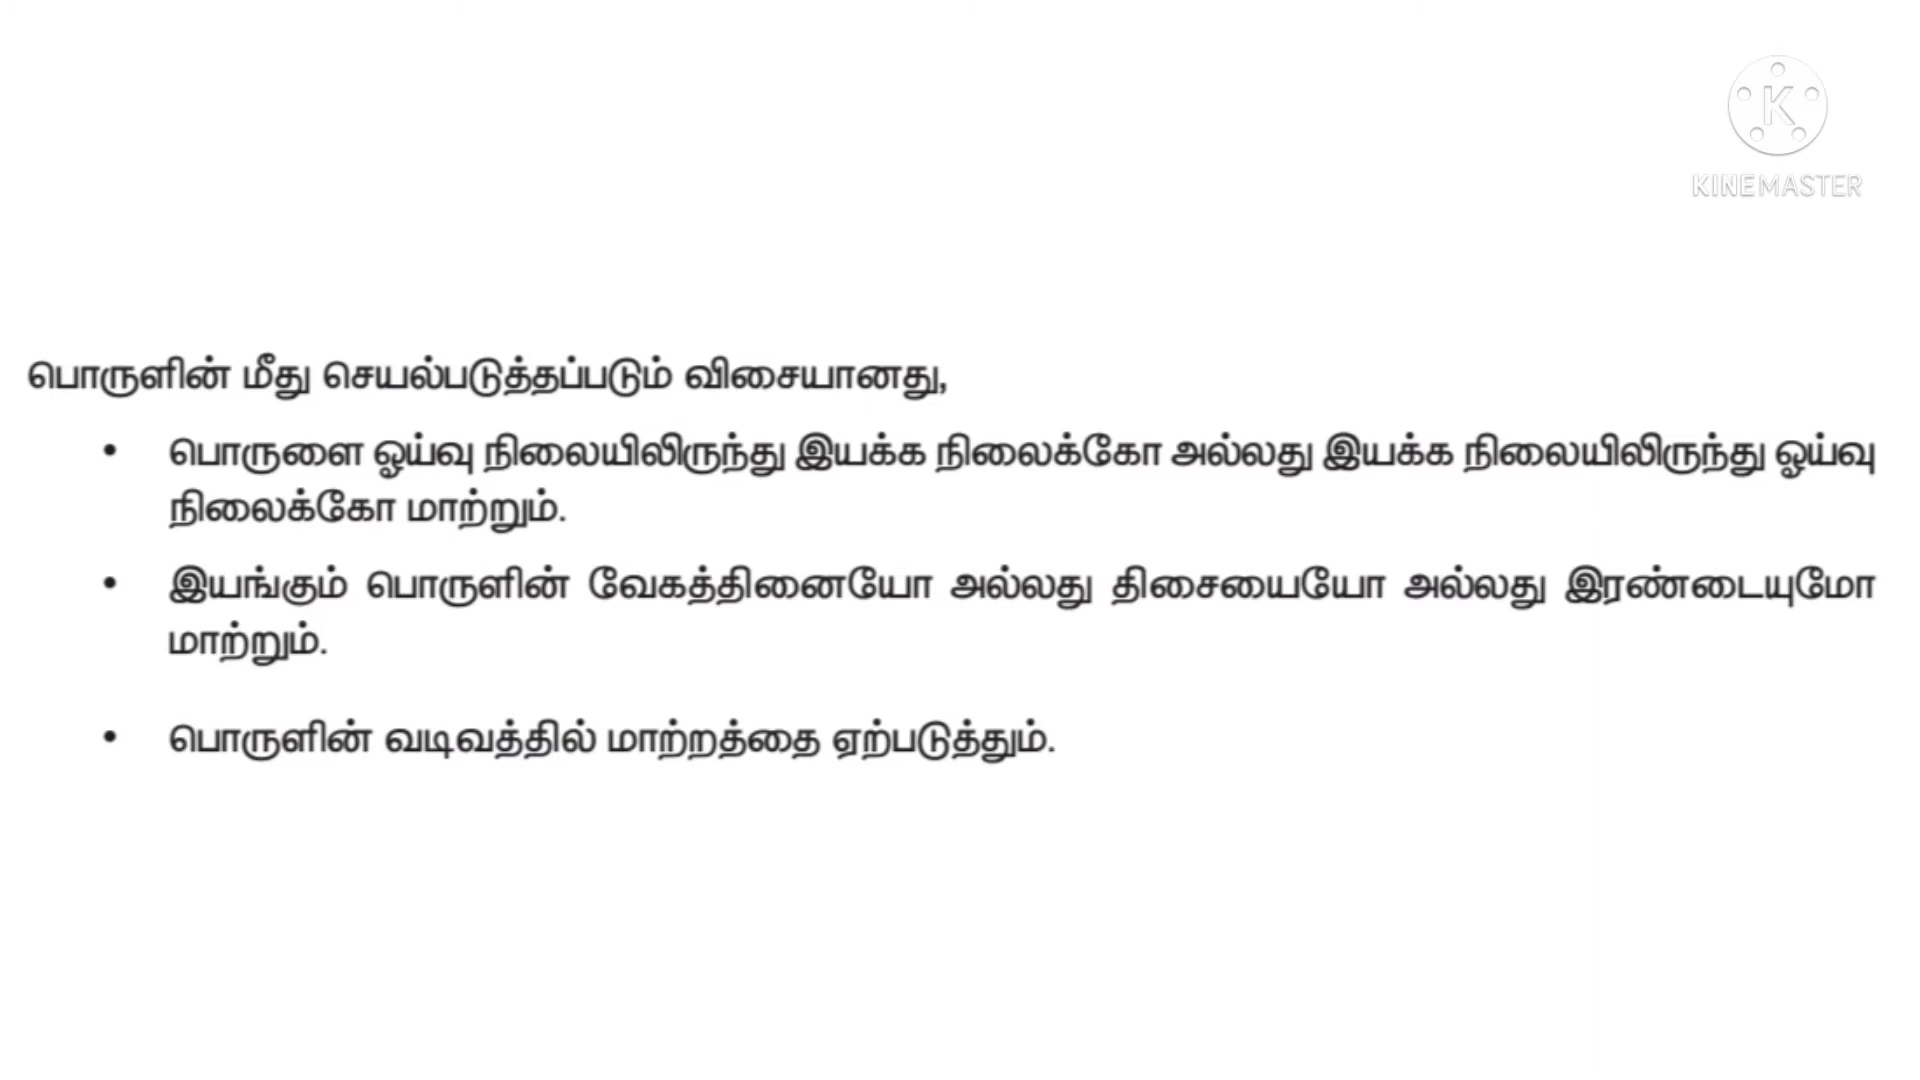 K
KINEMASTER
பொருளின் மீது செயல்படுத்தப்படும் விசையானது,
• பொருளை ஓய்வு நிலையிலிருந்து இயக்க நிலைக்கோ அல்லது இயக்க நிலையிலிருந்து ஓய்வு
நிலைக்கோ மாற்றும்.
• இயங்கும் பொருளின் வேகத்தினையோ அல்லது திசையையோ அல்லது இரண்டையுமோ
மாற்றும்.
• பொருளின் வடிவத்தில் மாற்றத்தை ஏற்படுத்தும்.